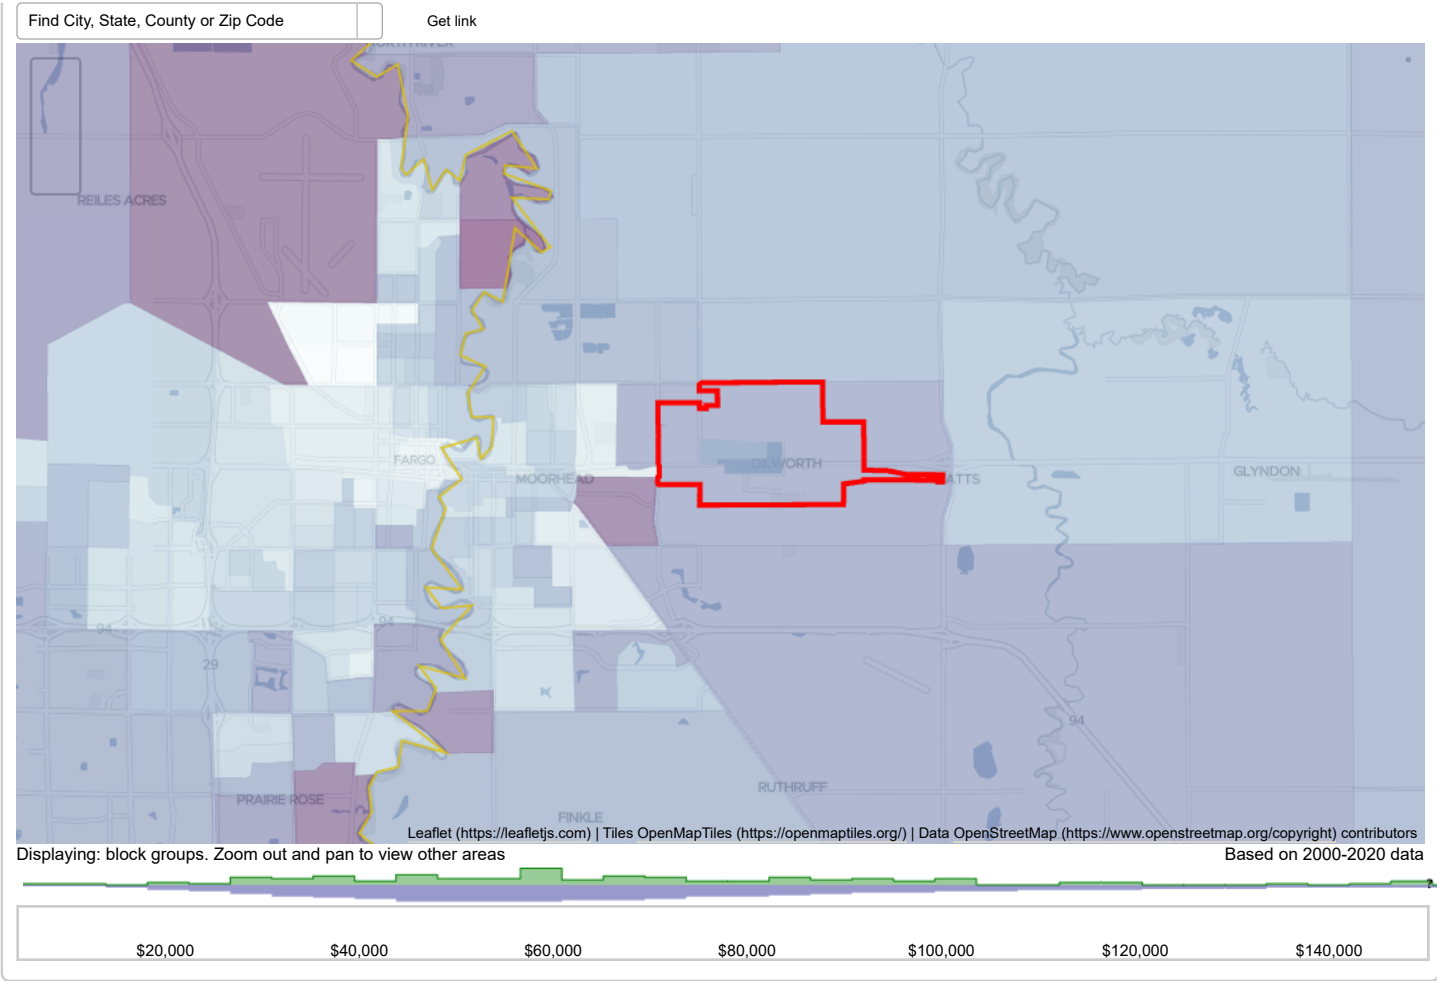 Find City, State, County or Zip Code
Get link
REILES ACRES
FARGO
MOORHEAD
DILWORTH
ATTS
GLYNDON
94
94
29
94
PRAIRIE ROSE
RUTHRUFF
FINKLE
Leaflet (https://leafletjs.com) | Tiles OpenMapTiles (https://openmaptiles.org/) | Data OpenStreetMap (https://www.openstreetmap.org/copyright) contributors
Displaying: block groups. Zoom out and pan to view other areas
Based on 2000-2020 data
?
$20,000 $40,000 $60,000 $80,000 $100,000 $120,000 $140,000